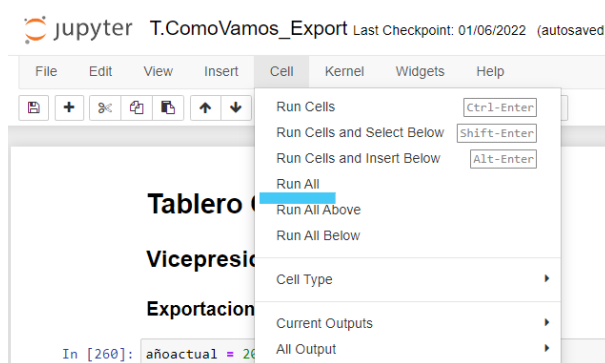 jupyter T.ComoVamos_Export Last Checkpoint: 01/06/2022 (autosaved
File Edit View Insert Cell Kernel Widgets Help
Run Cells Ctrl-Enter
Run Cells and Select Below Shift-Enter
Run Cells and Insert Below Alt-Enter
Run All
Tablero
Run All Above
Run All Below
Vicepresid
Cell Type
Exportacion
Current Outputs
In [260]: añoactual = 20
All Output